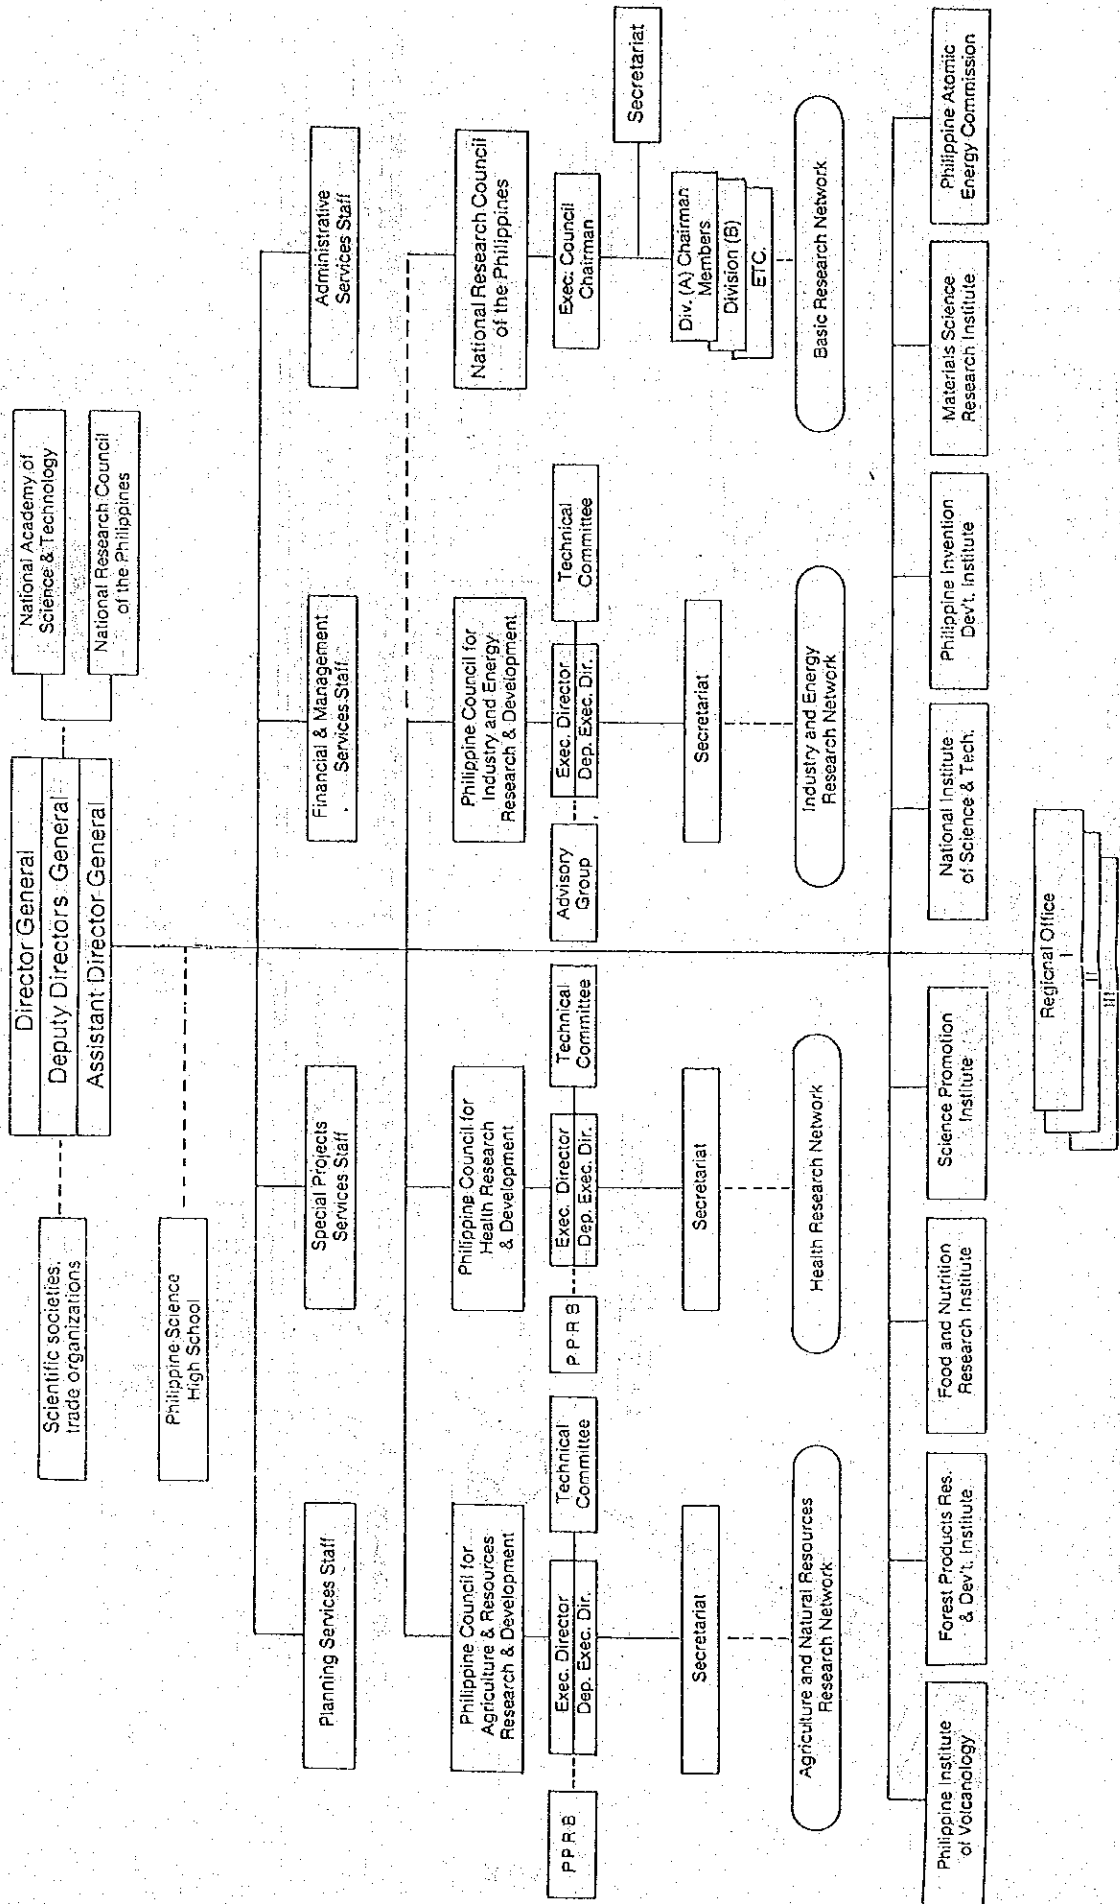 Director General
Deputy Directors General
Assistant Director General
National Academy of
Science & Technology
National Research Council
of the Philippines
Scientific societies,
trade organizations
Philippine Science
High School
Planning Services Staff
Special Projects
Services Staff
Financial & Management
Services Staff
Administrative
Services Staff
Philippine Council for
Agriculture & Resources
Research & Development
Philippine Council for
Health Research
& Development
Philippine Council for
Industry and Energy
Research & Development
National Research Council
of the Philippines
P P R B
Exec. Director
Dep. Exec. Dir.
Technical
Committee
P P R B
Exec. Director
Dep. Exec. Dir.
Technical
Committee
Advisory
Group
Exec. Director
Dep. Exec. Dir.
Technical
Committee
Exec. Council
Chairman
Secretariat
Secretariat
Secretariat
Secretariat
Div. (A) Chairman
Members
Division (B)
ETC.
Agriculture and Natural Resources
Research Network
Health Research Network
Industry and Energy
Research Network
Basic Research Network
Philippine Institute
of Volcanology
Forest Products Res.
& Dev't. Institute
Food and Nutrition
Research Institute
Science Promotion
Institute
National Institute
of Science & Tech.
Philippine Invention
Dev't. Institute
Materials Science
Research Institute
Philippine Atomic
Energy Commission
Regional Office
I
II
III